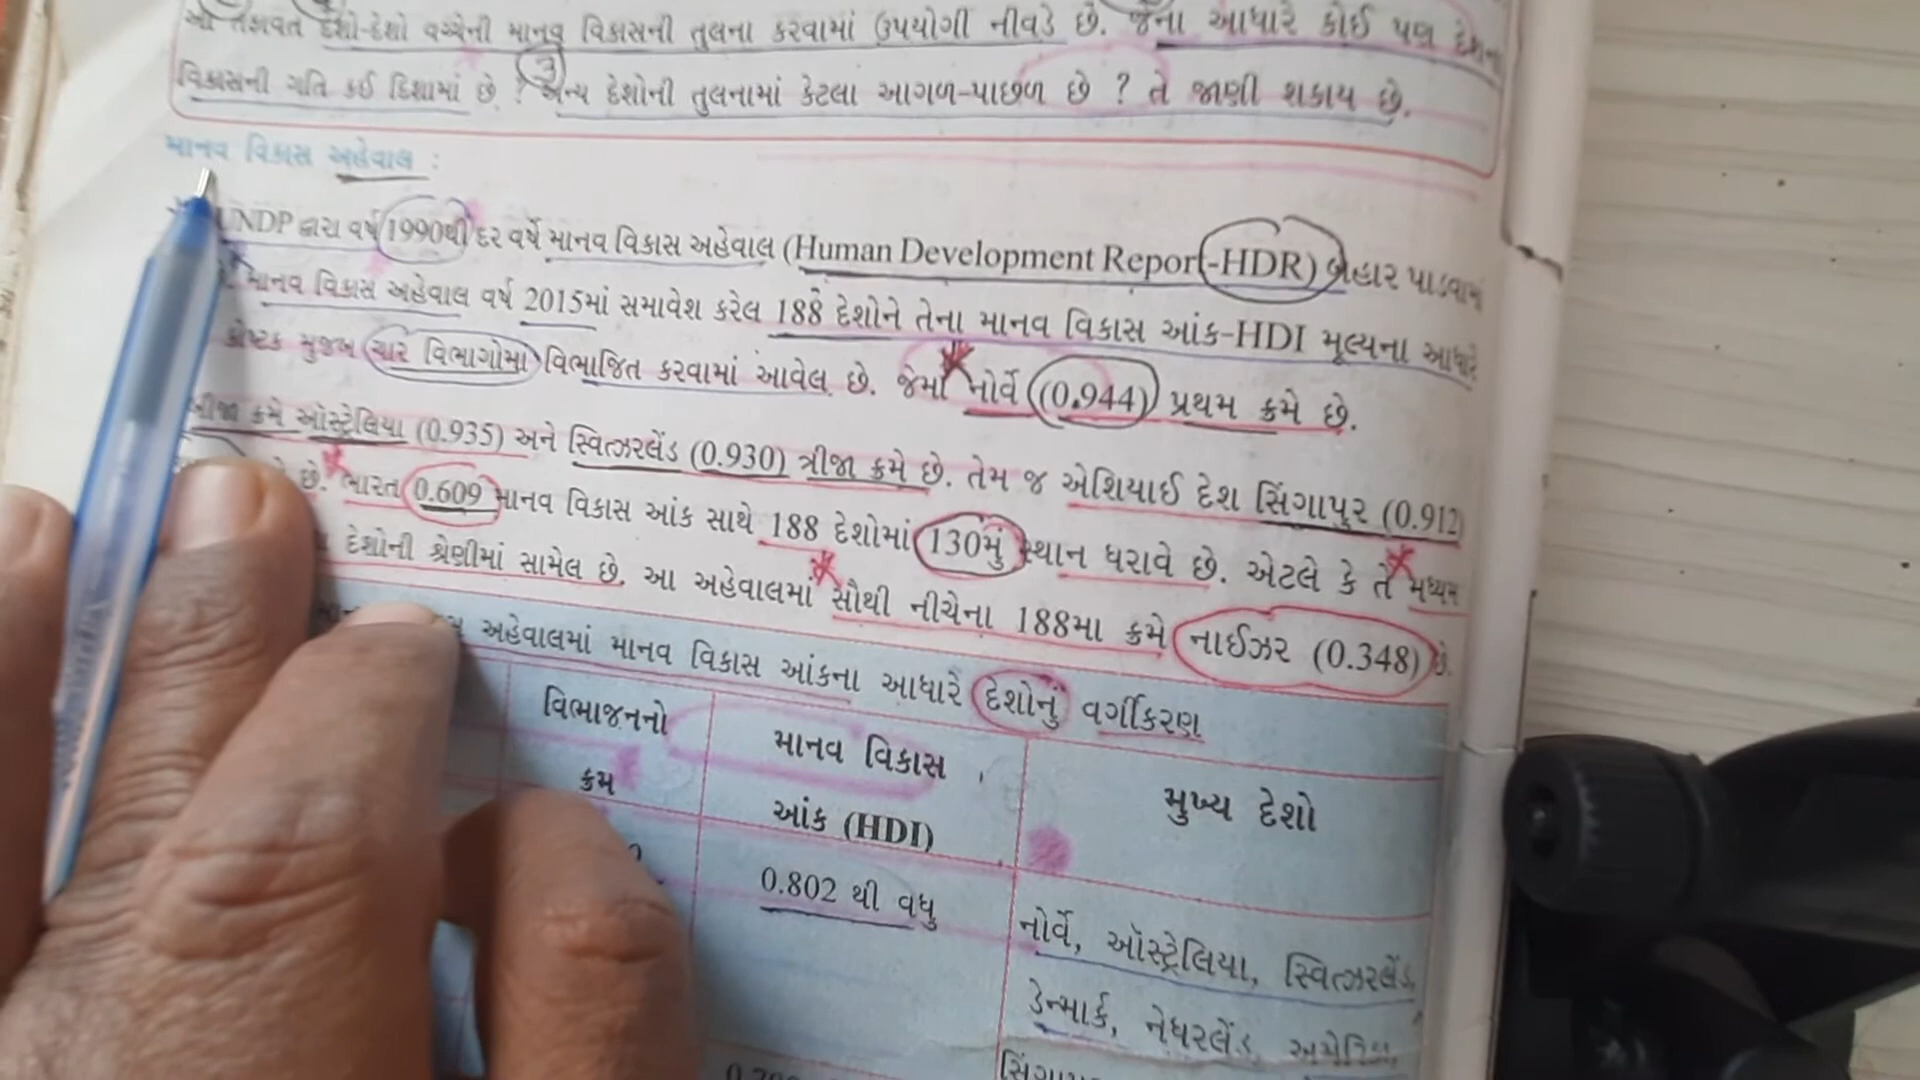 તફાવત દેશો-દેશો વચ્ચેની માનવ વિકાસની તુલના કરવામાં ઉપયોગી નીવડે છે. જેના આધારે કોઈ પણ દેશના
વિકાસની ગતિ કઈ દિશામાં છે ? અન્ય દેશોની તુલનામાં કેટલા આગળ-પાછળ છે ? તે જાણી શકાય છે.
માનવ વિકાસ અહેવાલ :
UNDP દ્વારા વર્ષ 1990થી દર વર્ષે માનવ વિકાસ અહેવાલ (Human Development Report-HDR) બહાર પાડવામાં
માનવ વિકાસ અહેવાલ વર્ષ 2015માં સમાવેશ કરેલ 188 દેશોને તેના માનવ વિકાસ આંક-HDI મૂલ્યના આધારે
કોષ્ટક મુજબ ચાર વિભાગોમાં વિભાજિત કરવામાં આવેલ છે. જેમાં નોર્વે (0.944) પ્રથમ ક્રમે છે.
બીજા ક્રમે ઑસ્ટ્રેલિયા (0.935) અને સ્વિત્ઝરલેંડ (0.930) ત્રીજા ક્રમે છે. તેમ જ એશિયાઈ દેશ સિંગાપુર (0.912)
છે. ભારત 0.609 માનવ વિકાસ આંક સાથે 188 દેશોમાં 130મું સ્થાન ધરાવે છે. એટલે કે તે મધ્યમ
દેશોની શ્રેણીમાં સામેલ છે. આ અહેવાલમાં સૌથી નીચેના 188મા ક્રમે નાઈઝર (0.348) છે.
અહેવાલમાં માનવ વિકાસ આંકના આધારે દેશોનું વર્ગીકરણ
વિભાજનનો
ક્રમ
માનવ વિકાસ
આંક (HDI)
મુખ્ય દેશો
0.802 થી વધુ
નોર્વે, ઑસ્ટ્રેલિયા, સ્વિત્ઝરલેંડ,
ડેન્માર્ક, નેધરલેંડ, અમેરિકા,